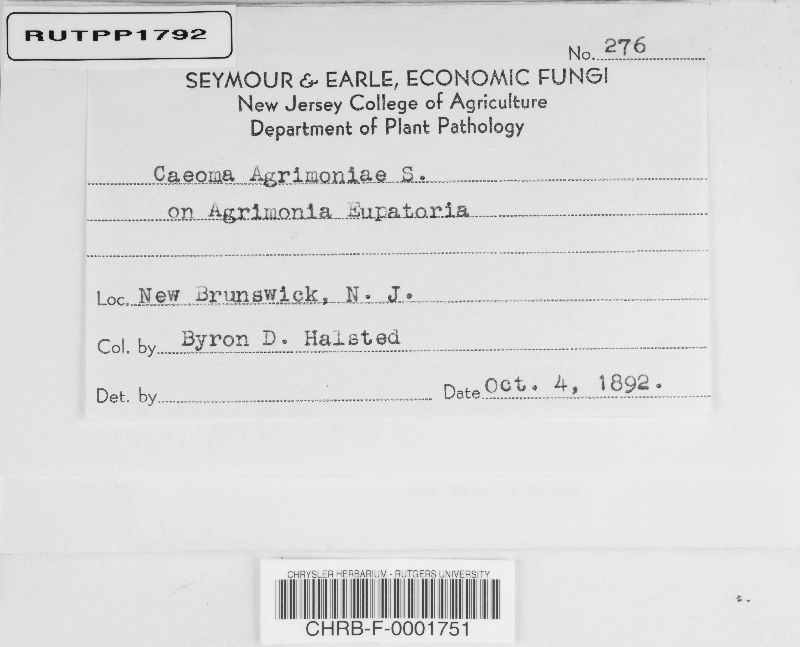 RUTPP1792
No. 276
SEYMOUR & EARLE, ECONOMIC FUNGI
New Jersey College of Agriculture
Department of Plant Pathology
Caeoma Agrimoniae S.
on Agrimonia Eupatoria
Loc. New Brunswick, N. J.
Col. by Byron D. Halsted
Det. by
Date Oct. 4, 1892.
CHRYSLER HERBARIUM - RUTGERS UNIVERSITY
CHRB-F-0001751